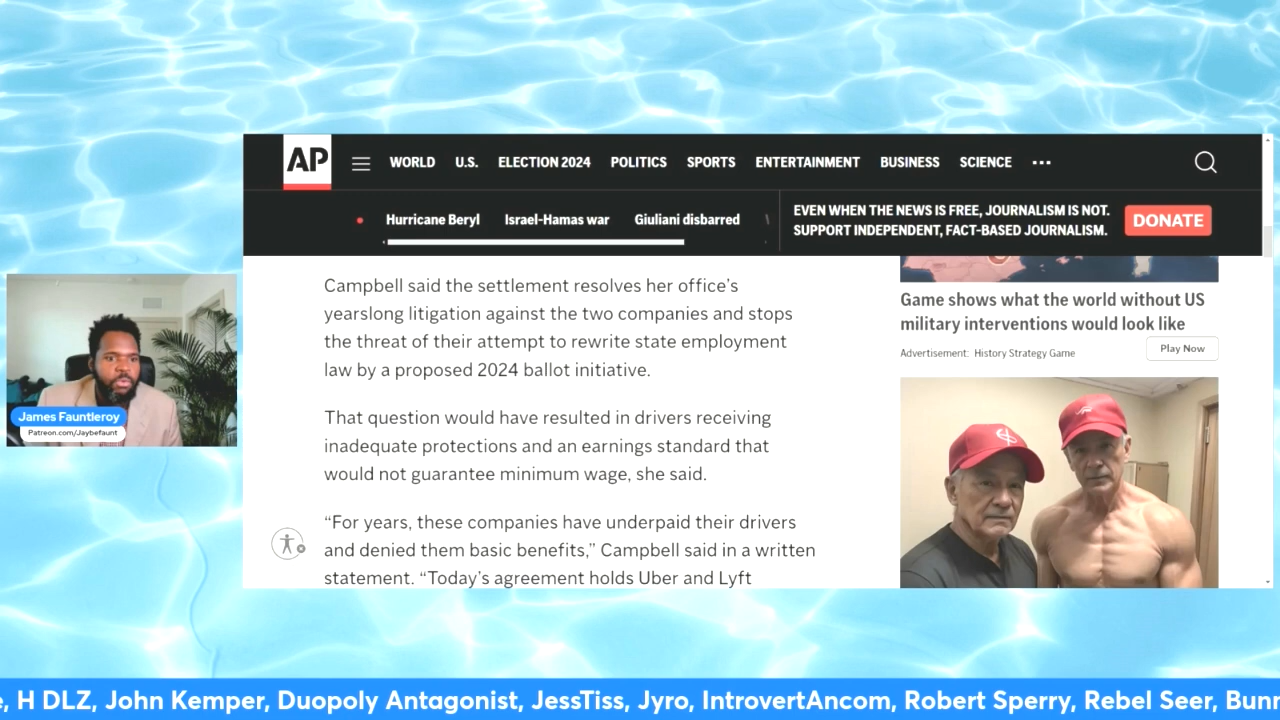 AP
WORLD U.S. ELECTION 2024 POLITICS SPORTS ENTERTAINMENT BUSINESS SCIENCE
Hurricane Beryl Israel-Hamas war Giuliani disbarred
EVEN WHEN THE NEWS IS FREE, JOURNALISM IS NOT.
SUPPORT INDEPENDENT, FACT-BASED JOURNALISM.
DONATE
Campbell said the settlement resolves her office’s
yearslong litigation against the two companies and stops
the threat of their attempt to rewrite state employment
law by a proposed 2024 ballot initiative.
That question would have resulted in drivers receiving
inadequate protections and an earnings standard that
would not guarantee minimum wage, she said.
“For years, these companies have underpaid their drivers
and denied them basic benefits,” Campbell said in a written
statement. “Today’s agreement holds Uber and Lyft
Game shows what the world without US
military interventions would look like
Advertisement: History Strategy Game
Play Now
James Fauntleroy
Patreon.com/Jaybefaunt
, H DLZ, John Kemper, Duopoly Antagonist, JessTiss, Jyro, IntrovertAncom, Robert Sperry, Rebel Seer,